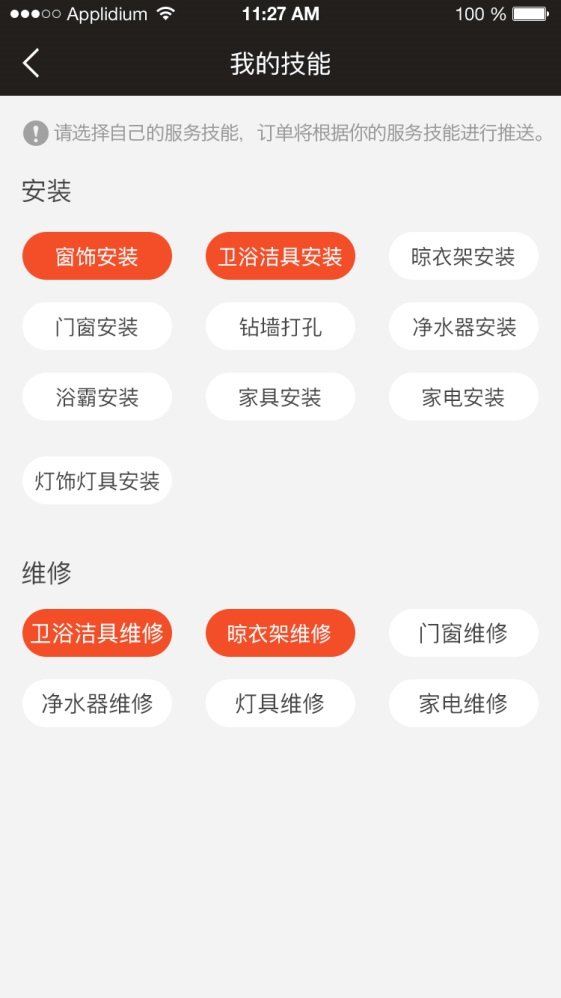 Applidium 11:27 AM 100 %
我的技能
请选择自己的服务技能，订单将根据你的服务技能进行推送。
安装
窗饰安装 卫浴洁具安装 晾衣架安装
门窗安装 钻墙打孔 净水器安装
浴霸安装 家具安装 家电安装
灯饰灯具安装
维修
卫浴洁具维修 晾衣架维修 门窗维修
净水器维修 灯具维修 家电维修